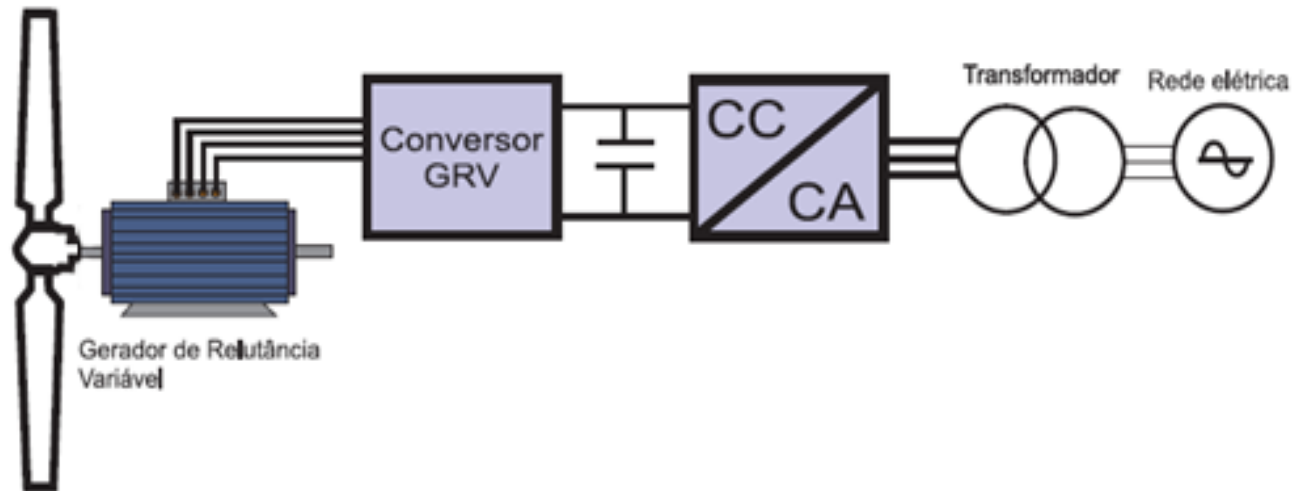 Transformador
Rede elétrica
Conversor
GRV
CC
CA
Gerador de Relutância
Variável